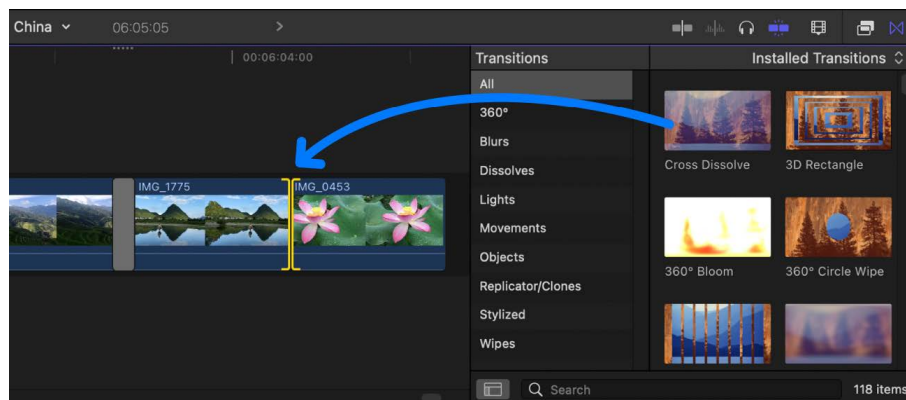 China
06:05:05
00:06:04:00
IMG_1775
IMG_0453
Transitions
Installed Transitions
All
360°
Blurs
Dissolves
Lights
Movements
Objects
Replicator/Clones
Stylized
Wipes
Cross Dissolve
3D Rectangle
360° Bloom
360° Circle Wipe
Search
118 items